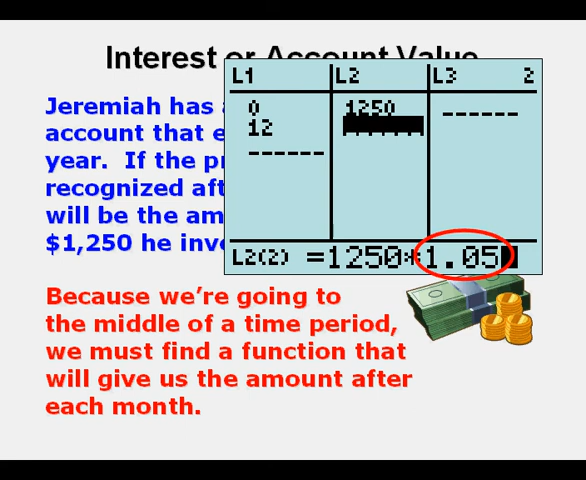 Interest or Account Value
Jeremiah has
account that
year. If the
recognized
will be the am
$1,250 he inv
L1 L2 L3 2
0 1250 ------
12
------
L2(2) =1250*1.05
Because we're going to
the middle of a time period,
we must find a function that
will give us the amount after
each month.